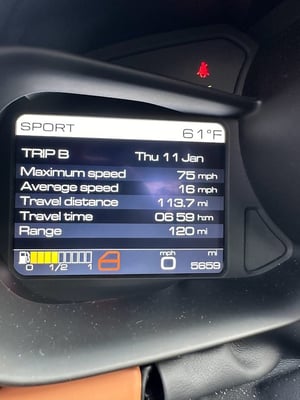 SPORT 61°F
TRIP B Thu 11 Jan
Maximum speed 75 mph
Average speed 16 mph
Travel distance 113.7 mi
Travel time 06 59 hm
Range 120 mi
mph mi
0 1/2 1 0 5659